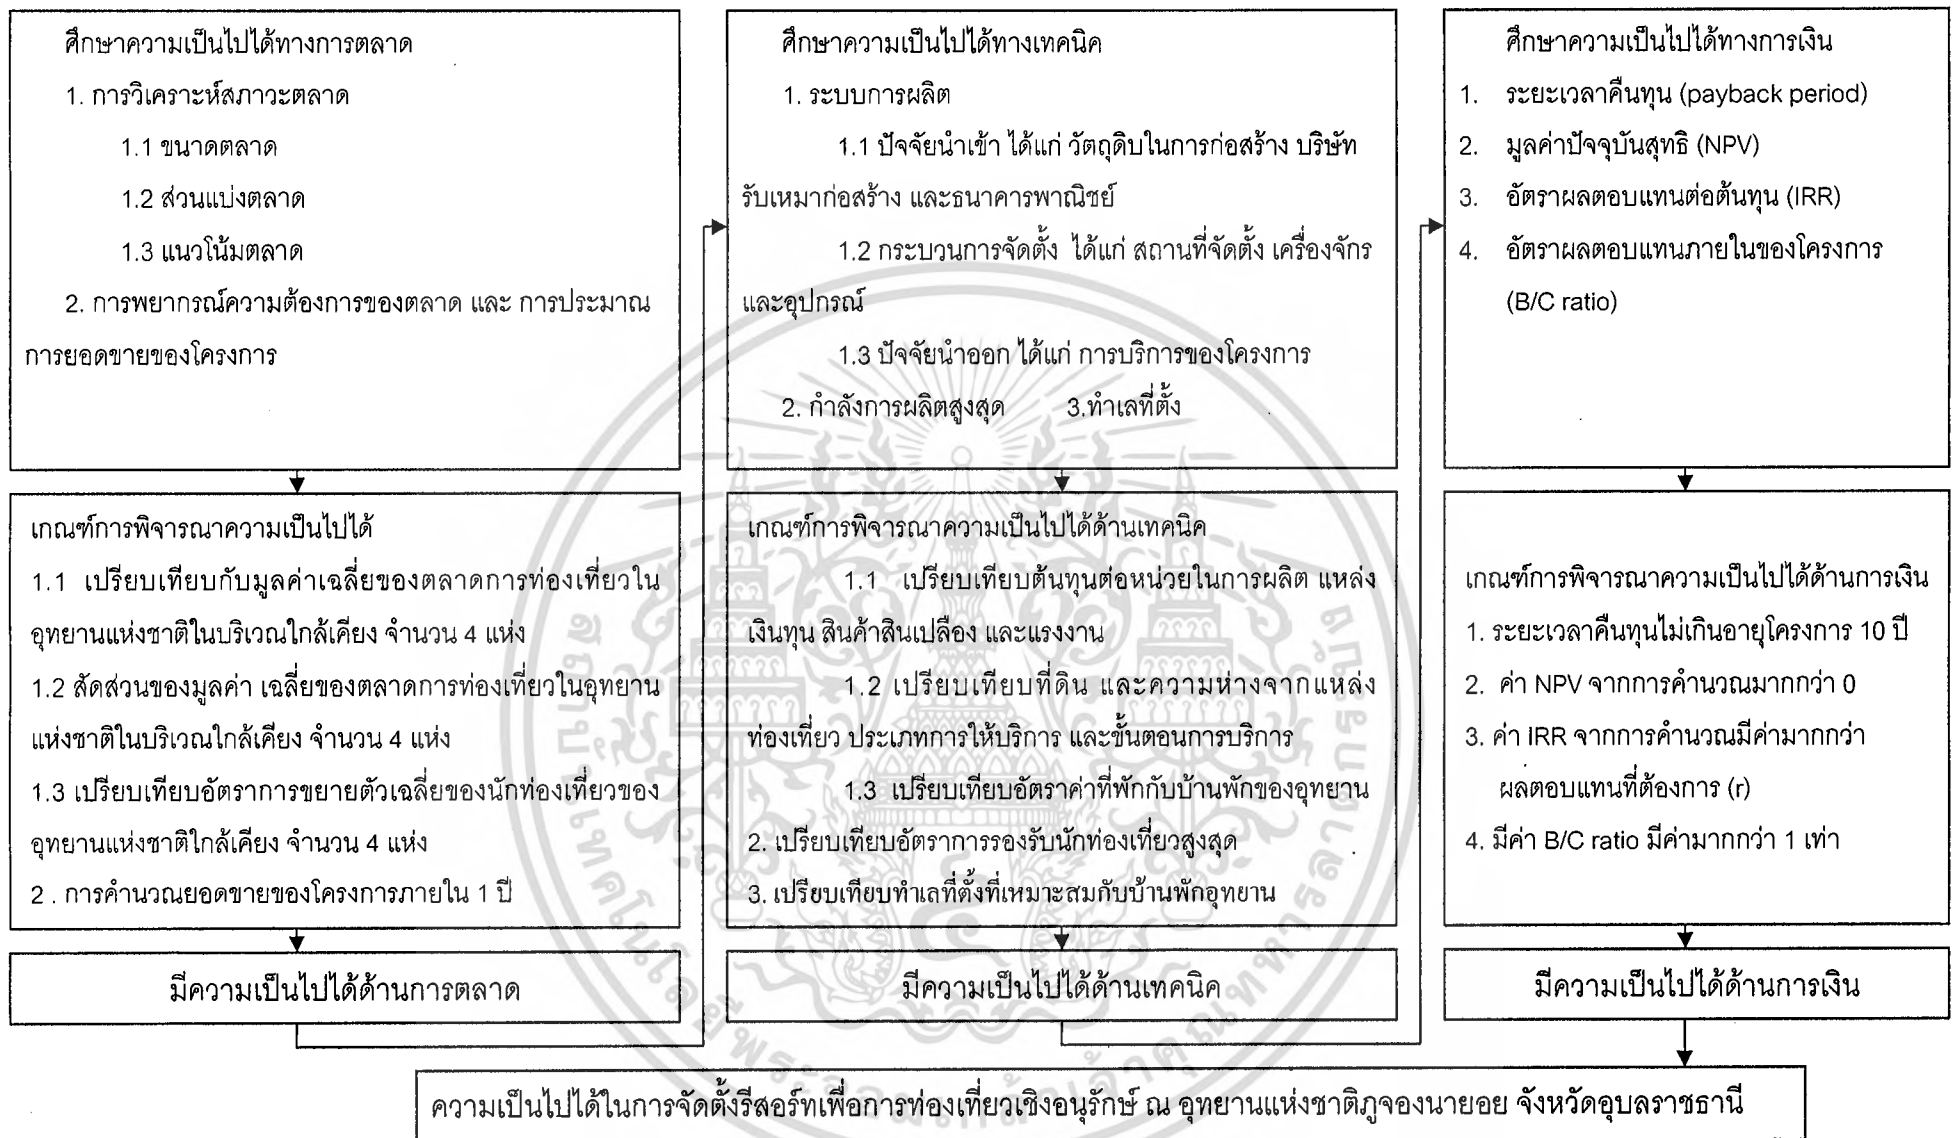 ศึกษาความเป็นไปได้ทางการตลาด
1. การวิเคราะห์สภาวะตลาด
1.1 ขนาดตลาด
1.2 ส่วนแบ่งตลาด
1.3 แนวโน้มตลาด
2. การพยากรณ์ความต้องการของตลาด และ การประมาณ
การยอดขายของโครงการ
เกณฑ์การพิจารณาความเป็นไปได้
1.1 เปรียบเทียบกับมูลค่าเฉลี่ยของตลาดการท่องเที่ยวใน
อุทยานแห่งชาติในบริเวณใกล้เคียง จำนวน 4 แห่ง
1.2 สัดส่วนของมูลค่า เฉลี่ยของตลาดการท่องเที่ยวในอุทยาน
แห่งชาติในบริเวณใกล้เคียง จำนวน 4 แห่ง
1.3 เปรียบเทียบอัตราการขยายตัวเฉลี่ยของนักท่องเที่ยวของ
อุทยานแห่งชาติใกล้เคียง จำนวน 4 แห่ง
2 . การคำนวณยอดขายของโครงการภายใน 1 ปี
มีความเป็นไปได้ด้านการตลาด
ศึกษาความเป็นไปได้ทางเทคนิค
1. ระบบการผลิต
1.1 ปัจจัยนำเข้า ได้แก่ วัตถุดิบในการก่อสร้าง บริษัท
รับเหมาก่อสร้าง และธนาคารพาณิชย์
1.2 กระบวนการจัดตั้ง ได้แก่ สถานที่จัดตั้ง เครื่องจักร
และอุปกรณ์
1.3 ปัจจัยนำออก ได้แก่ การบริการของโครงการ
2. กำลังการผลิตสูงสุด 3.ทำเลที่ตั้ง
เกณฑ์การพิจารณาความเป็นไปได้ด้านเทคนิค
1.1 เปรียบเทียบต้นทุนต่อหน่วยในการผลิต แหล่ง
เงินทุน สินค้าสินเปลือง และแรงงาน
1.2 เปรียบเทียบที่ดิน และความห่างจากแหล่ง
ท่องเที่ยว ประเภทการให้บริการ และขั้นตอนการบริการ
1.3 เปรียบเทียบอัตราค่าที่พักกับบ้านพักของอุทยาน
2. เปรียบเทียบอัตราการรองรับนักท่องเที่ยวสูงสุด
3. เปรียบเทียบทำเลที่ตั้งที่เหมาะสมกับบ้านพักอุทยาน
มีความเป็นไปได้ด้านเทคนิค
ศึกษาความเป็นไปได้ทางการเงิน
1. ระยะเวลาคืนทุน (payback period)
2. มูลค่าปัจจุบันสุทธิ (NPV)
3. อัตราผลตอบแทนต่อต้นทุน (IRR)
4. อัตราผลตอบแทนภายในของโครงการ
(B/C ratio)
เกณฑ์การพิจารณาความเป็นไปได้ด้านการเงิน
1. ระยะเวลาคืนทุนไม่เกินอายุโครงการ 10 ปี
2. ค่า NPV จากการคำนวณมากกว่า 0
3. ค่า IRR จากการคำนวณมีค่ามากกว่า
ผลตอบแทนที่ต้องการ (r)
4. มีค่า B/C ratio มีค่ามากกว่า 1 เท่า
มีความเป็นไปได้ด้านการเงิน
ความเป็นไปได้ในการจัดตั้งรีสอร์ทเพื่อการท่องเที่ยวเชิงอนุรักษ์ ณ อุทยานแห่งชาติภูจองนายอย จังหวัดอุบลราชธานี
สถาบันเทคโนโลยีพระจอมเกล้าเจ้าคุณทหารลาดกระบัง